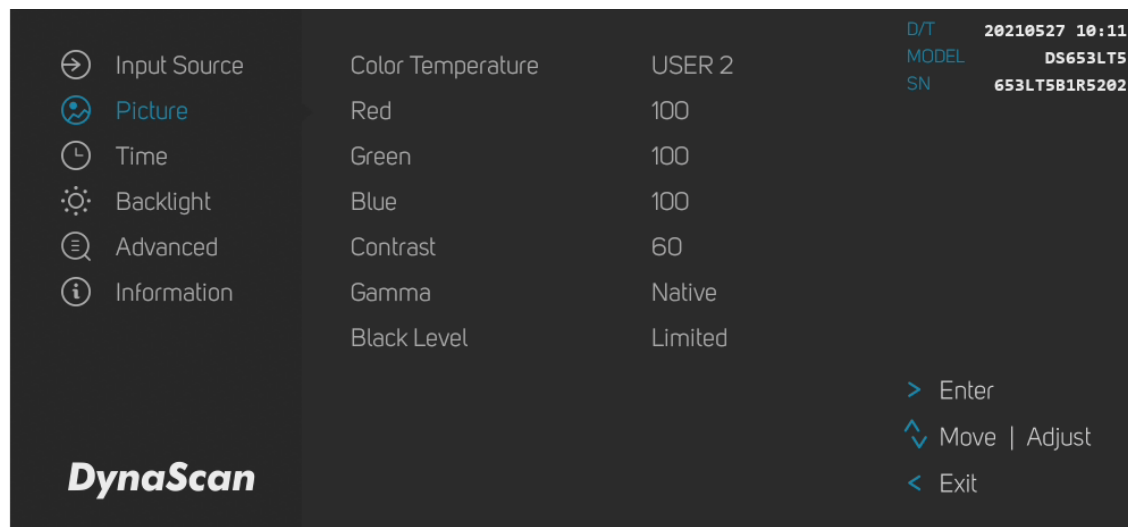 D/T 20210527 10:11
MODEL DS653LT5
SN 653LT5B1R5202
Input Source
Picture
Time
Backlight
Advanced
Information
Color Temperature USER 2
Red 100
Green 100
Blue 100
Contrast 60
Gamma Native
Black Level Limited
> Enter
Move | Adjust
< Exit
DynaScan